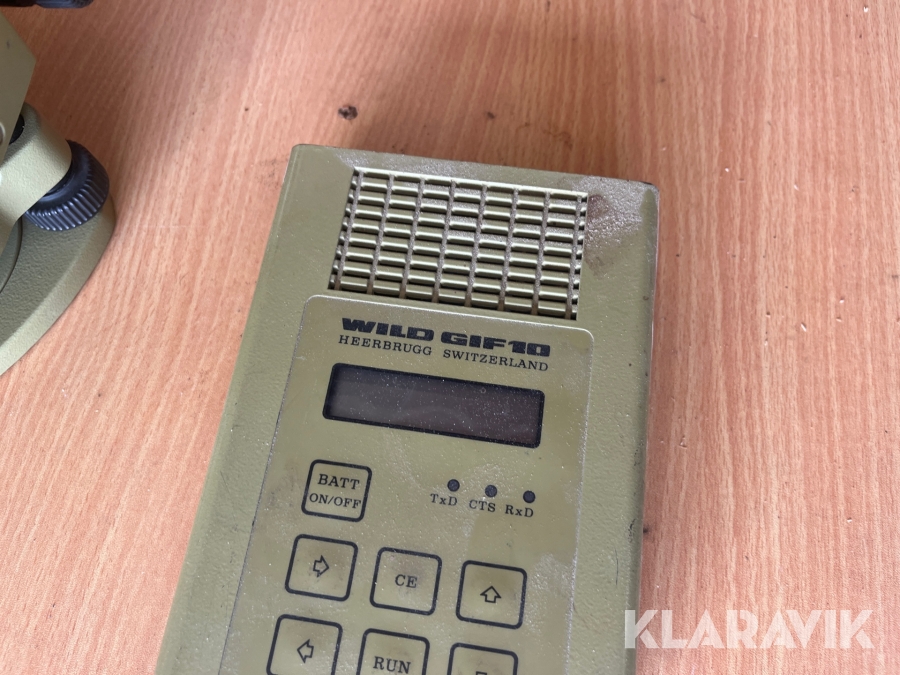 WILD GIF10
HEERBRUGG SWITZERLAND
BATT
ON/OFF
TxD CTS RxD
CE
RUN
KLARAVIK